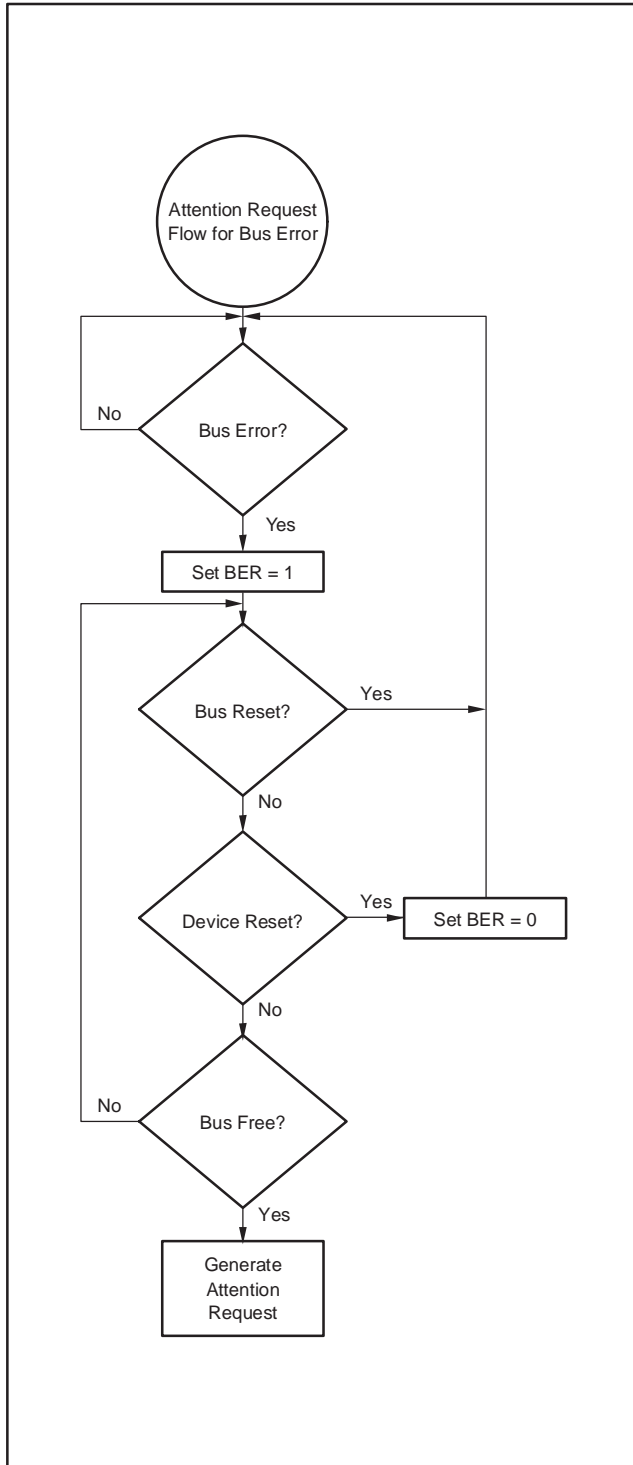 Attention Request
Flow for Bus Error
No
Bus Error?
Yes
Set BER = 1
Bus Reset?
Yes
No
Device Reset?
Yes
Set BER = 0
No
No
Bus Free?
Yes
Generate
Attention
Request